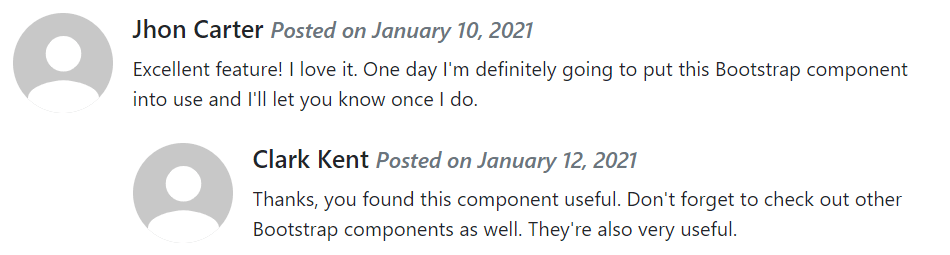 Jhon Carter Posted on January 10, 2021
Excellent feature! I love it. One day I'm definitely going to put this Bootstrap component
into use and I'll let you know once I do.
Clark Kent Posted on January 12, 2021
Thanks, you found this component useful. Don't forget to check out other
Bootstrap components as well. They're also very useful.